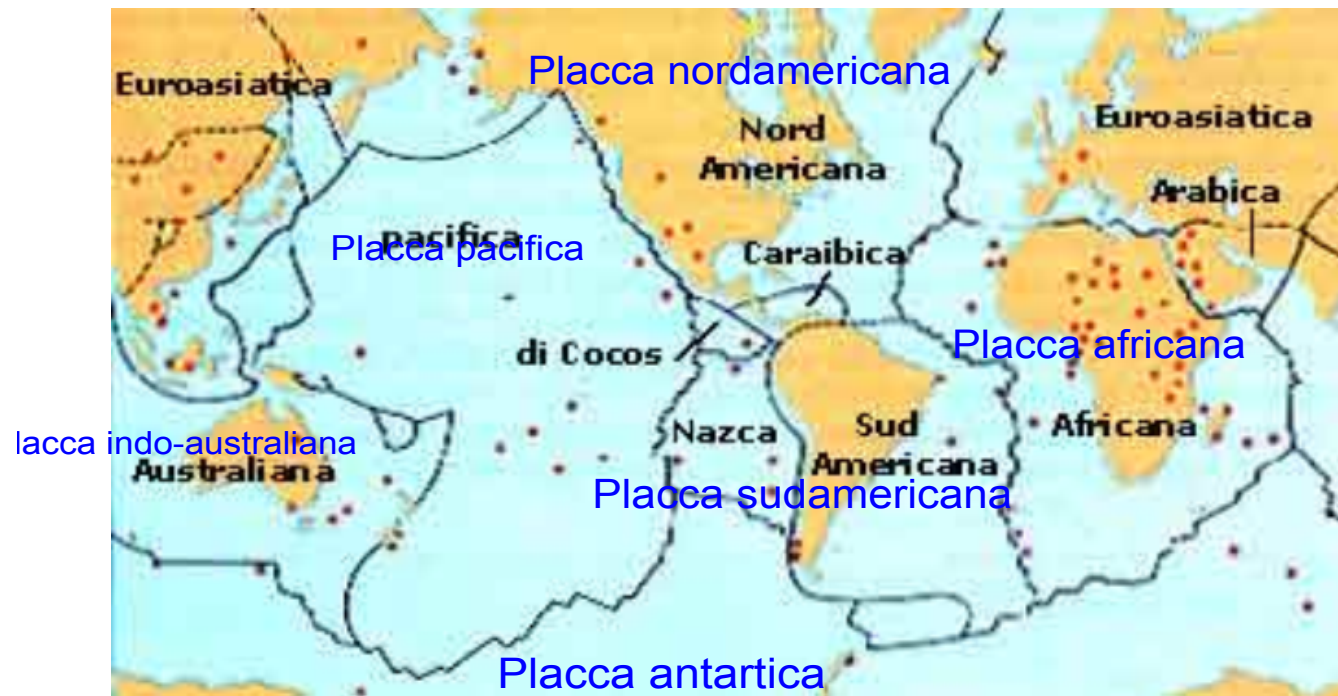 Placca nordamericana
Euroasiatica
Nord
Americana
Euroasiatica
Arabica
pacifica
Placca pacifica
Caraibica
di Cocos
Placca africana
lacca indo-australiana
Australiana
Nazca
Sud
Americana
Africana
Placca sudamericana
Placca antartica